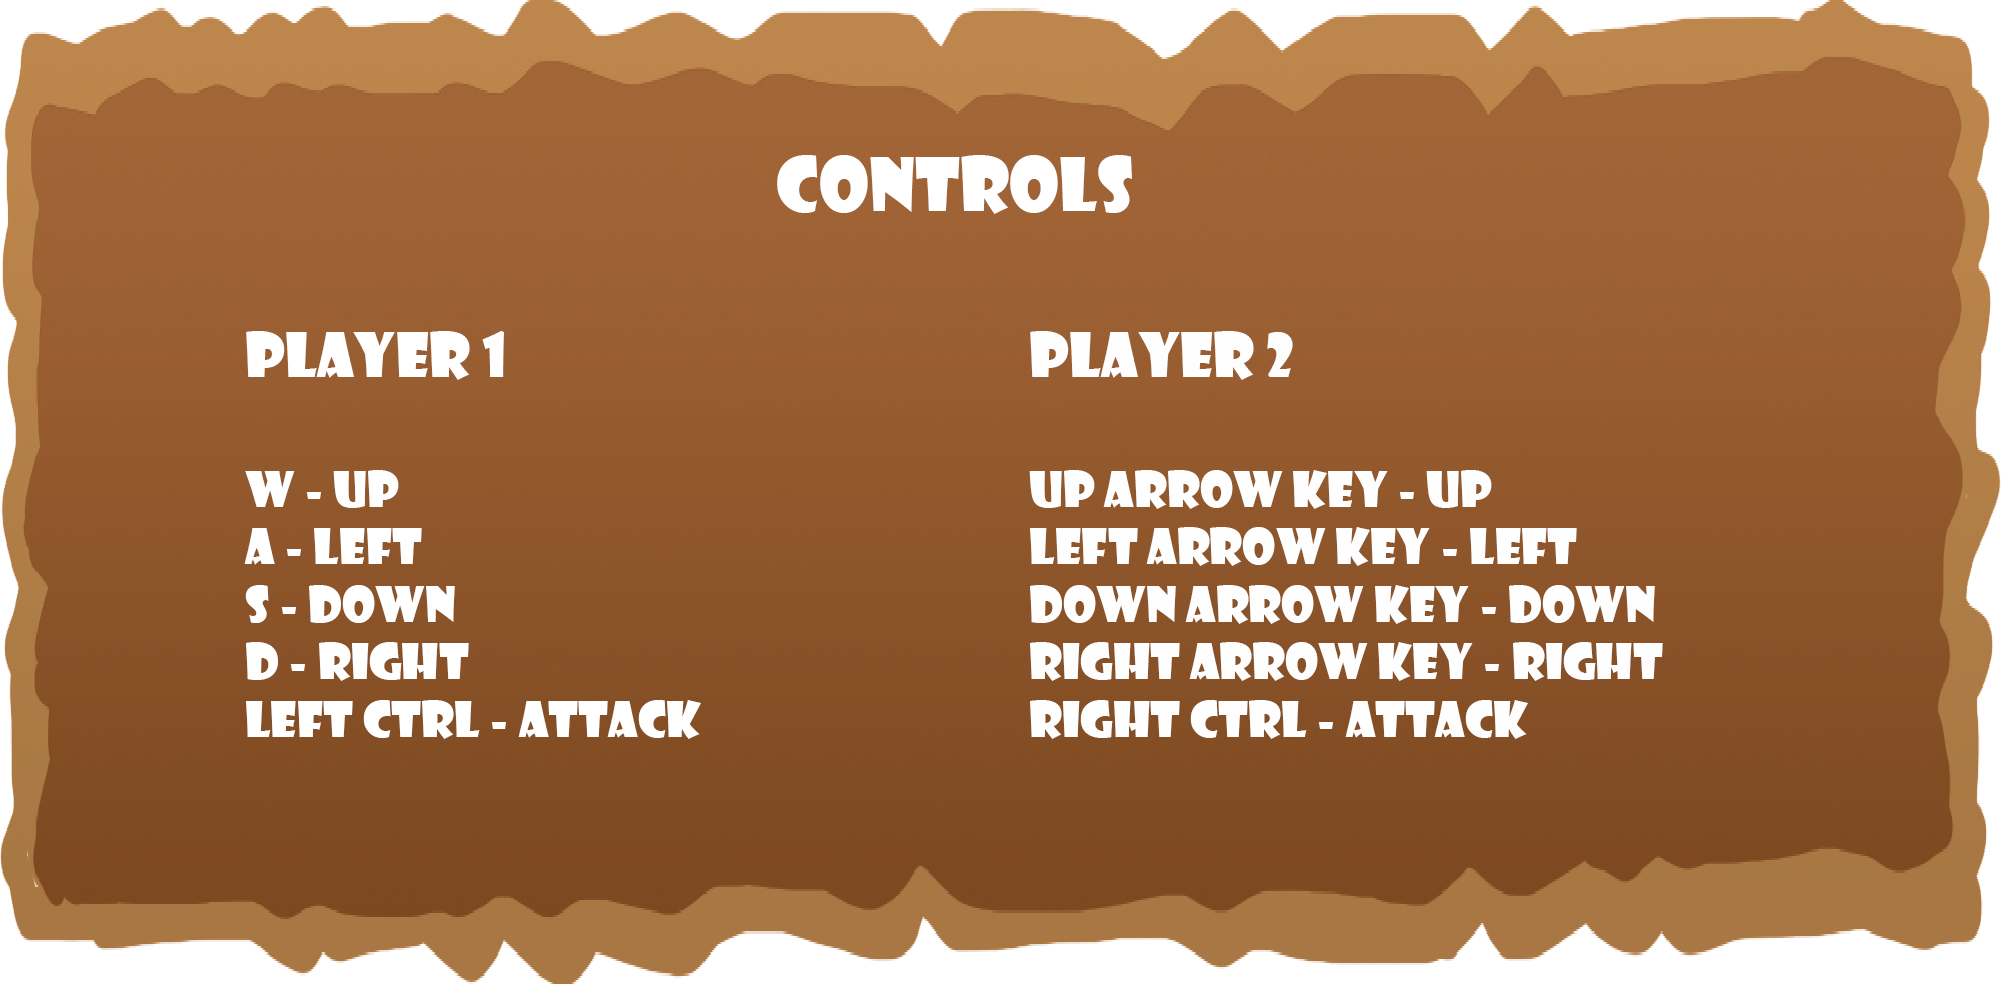 CONTROLS
PLAYER 1
W - UP
A - LEFT
S - DOWN
D - RIGHT
LEFT CTRL - ATTACK
PLAYER 2
UP ARROW KEY - UP
LEFT ARROW KEY - LEFT
DOWN ARROW KEY - DOWN
RIGHT ARROW KEY - RIGHT
RIGHT CTRL - ATTACK